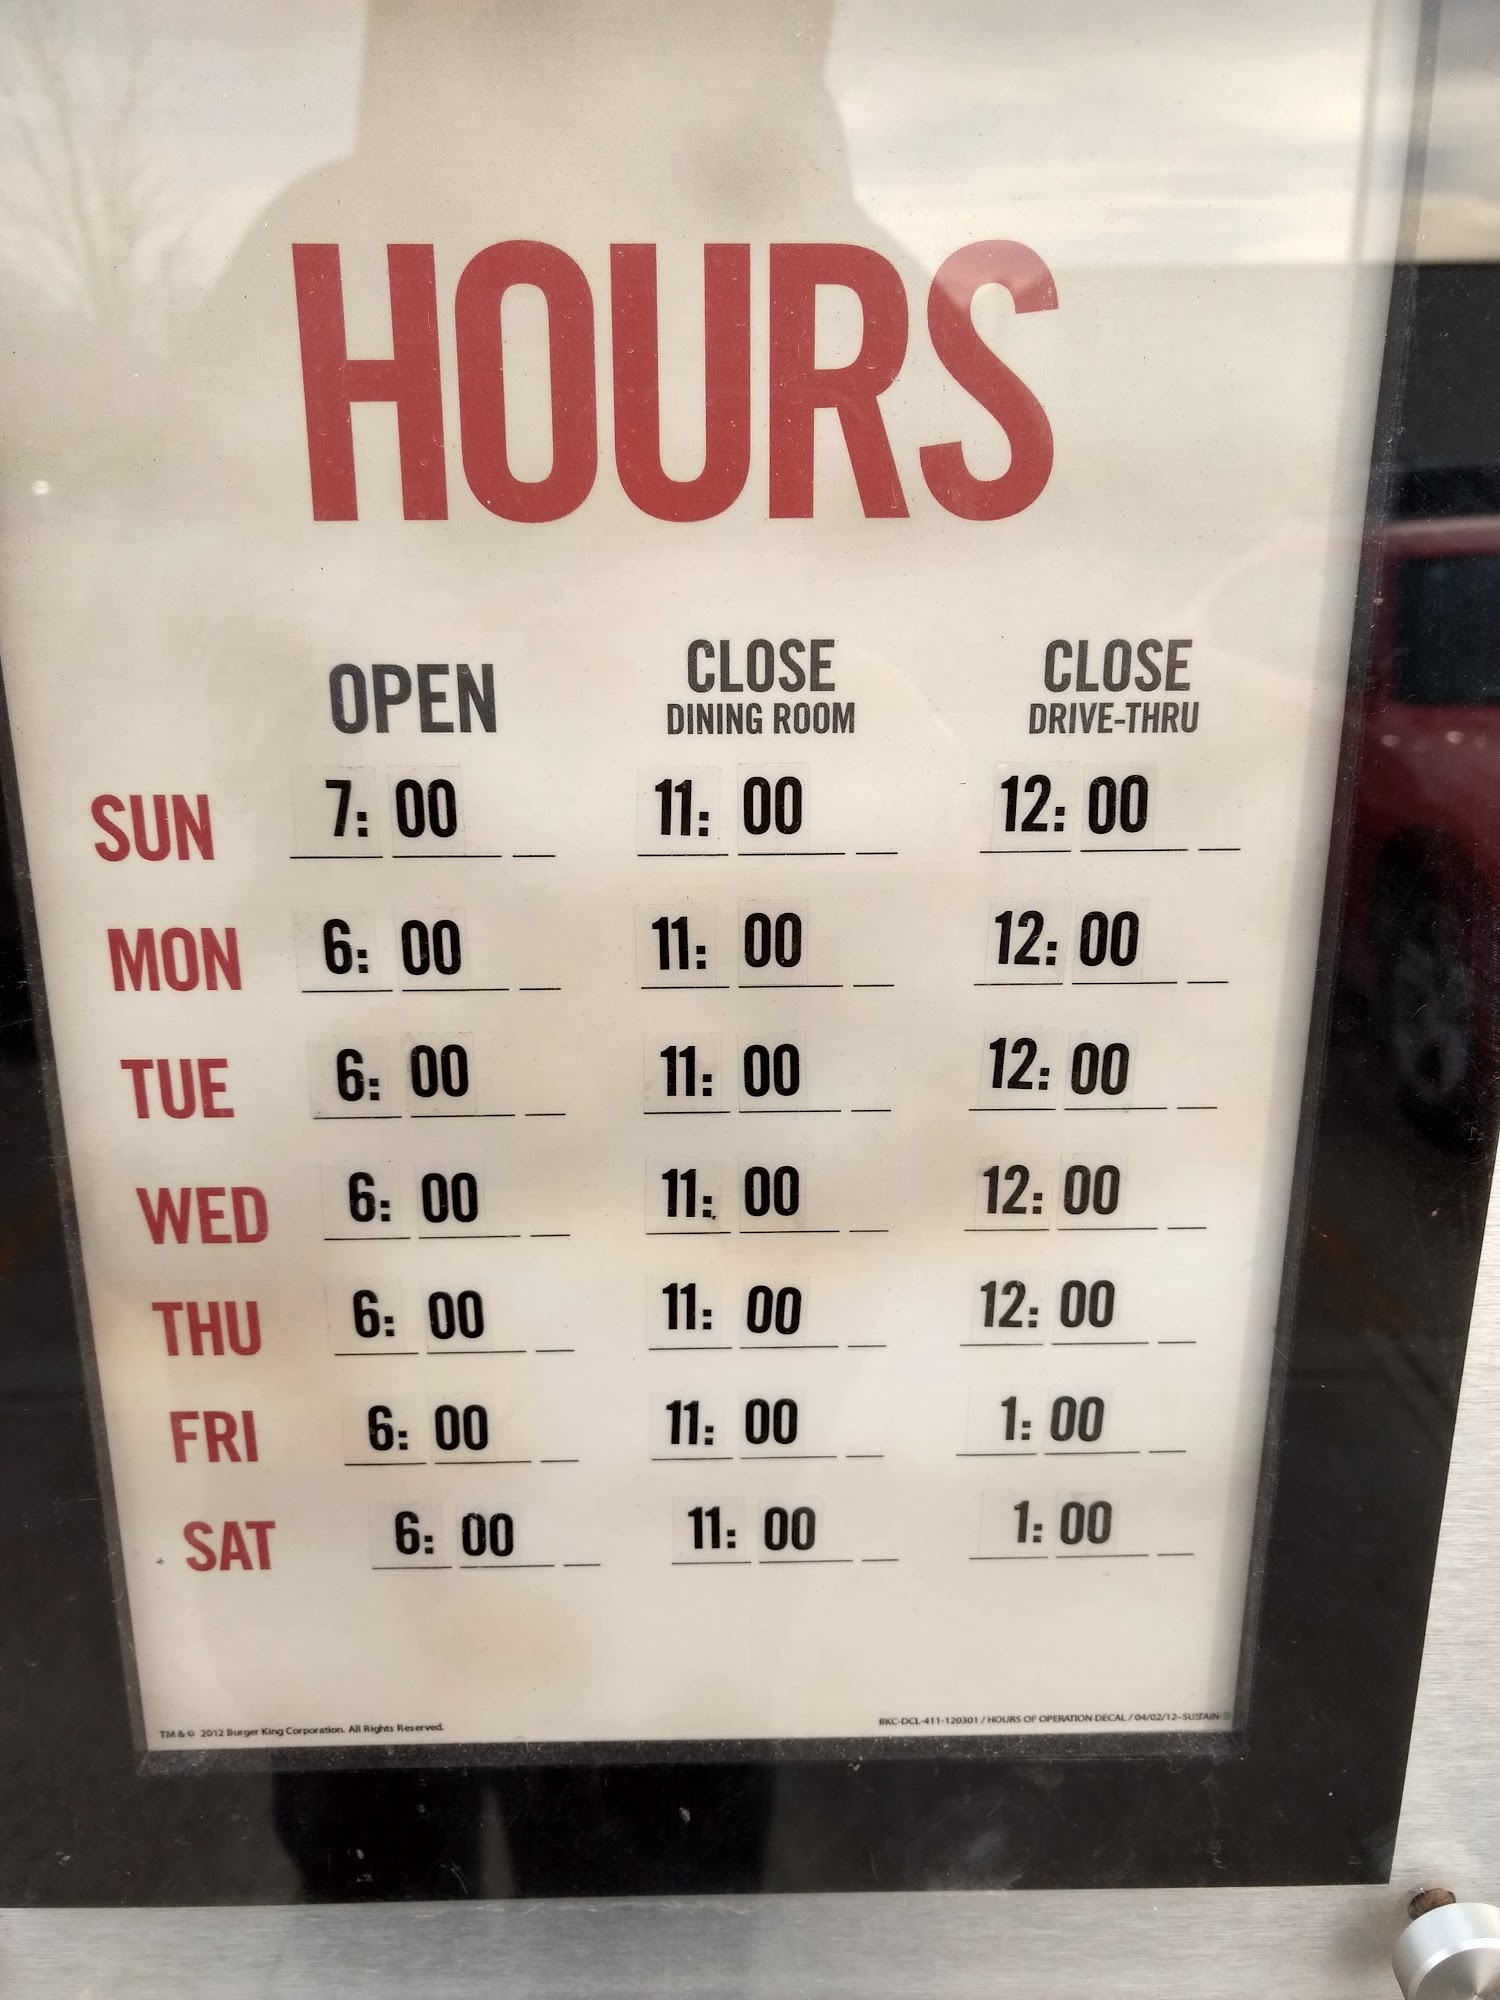 HOURS
OPEN CLOSE DINING ROOM CLOSE DRIVE-THRU
SUN 7: 00 11: 00 12: 00
MON 6: 00 11: 00 12: 00
TUE 6: 00 11: 00 12: 00
WED 6: 00 11: 00 12: 00
THU 6: 00 11: 00 12: 00
FRI 6: 00 11: 00 1: 00
SAT 6: 00 11: 00 1: 00
TM & © 2012 Burger King Corporation. All Rights Reserved. BKC-DCL-411-120301 / HOURS OF OPERATION DECAL / 04/02/12–SUSTAIN